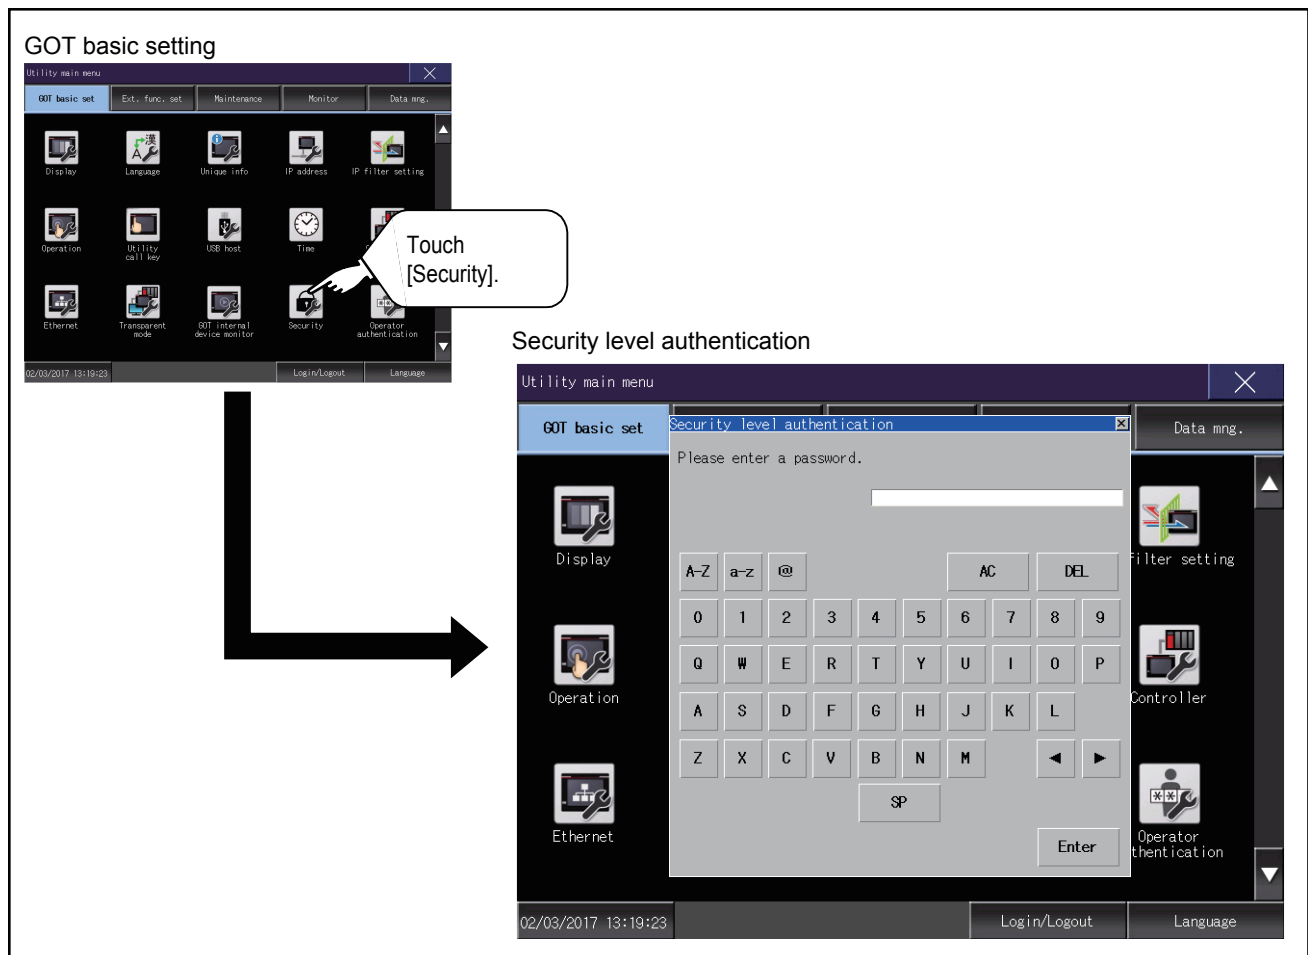 GOT basic setting
Utility main menu
GOT basic set Ext. func. set Maintenance Monitor Data mng.
Display Language Unique info IP address IP filter setting
Operation Utility call key USB host Time
Touch
[Security].
Ethernet Transparent mode GOT internal device monitor Security Operator authentication
02/03/2017 13:19:23 Login/Logout Language
Security level authentication
Utility main menu
GOT basic set Data mng.
Security level authentication
Please enter a password.
Display
filter setting
A-Z a-z @ AC DEL
0 1 2 3 4 5 6 7 8 9
Q W E R T Y U I O P
Operation
Controller
A S D F G H J K L
Z X C V B N M ◄ ►
SP
Ethernet
Operator
thentication
Enter
02/03/2017 13:19:23 Login/Logout Language